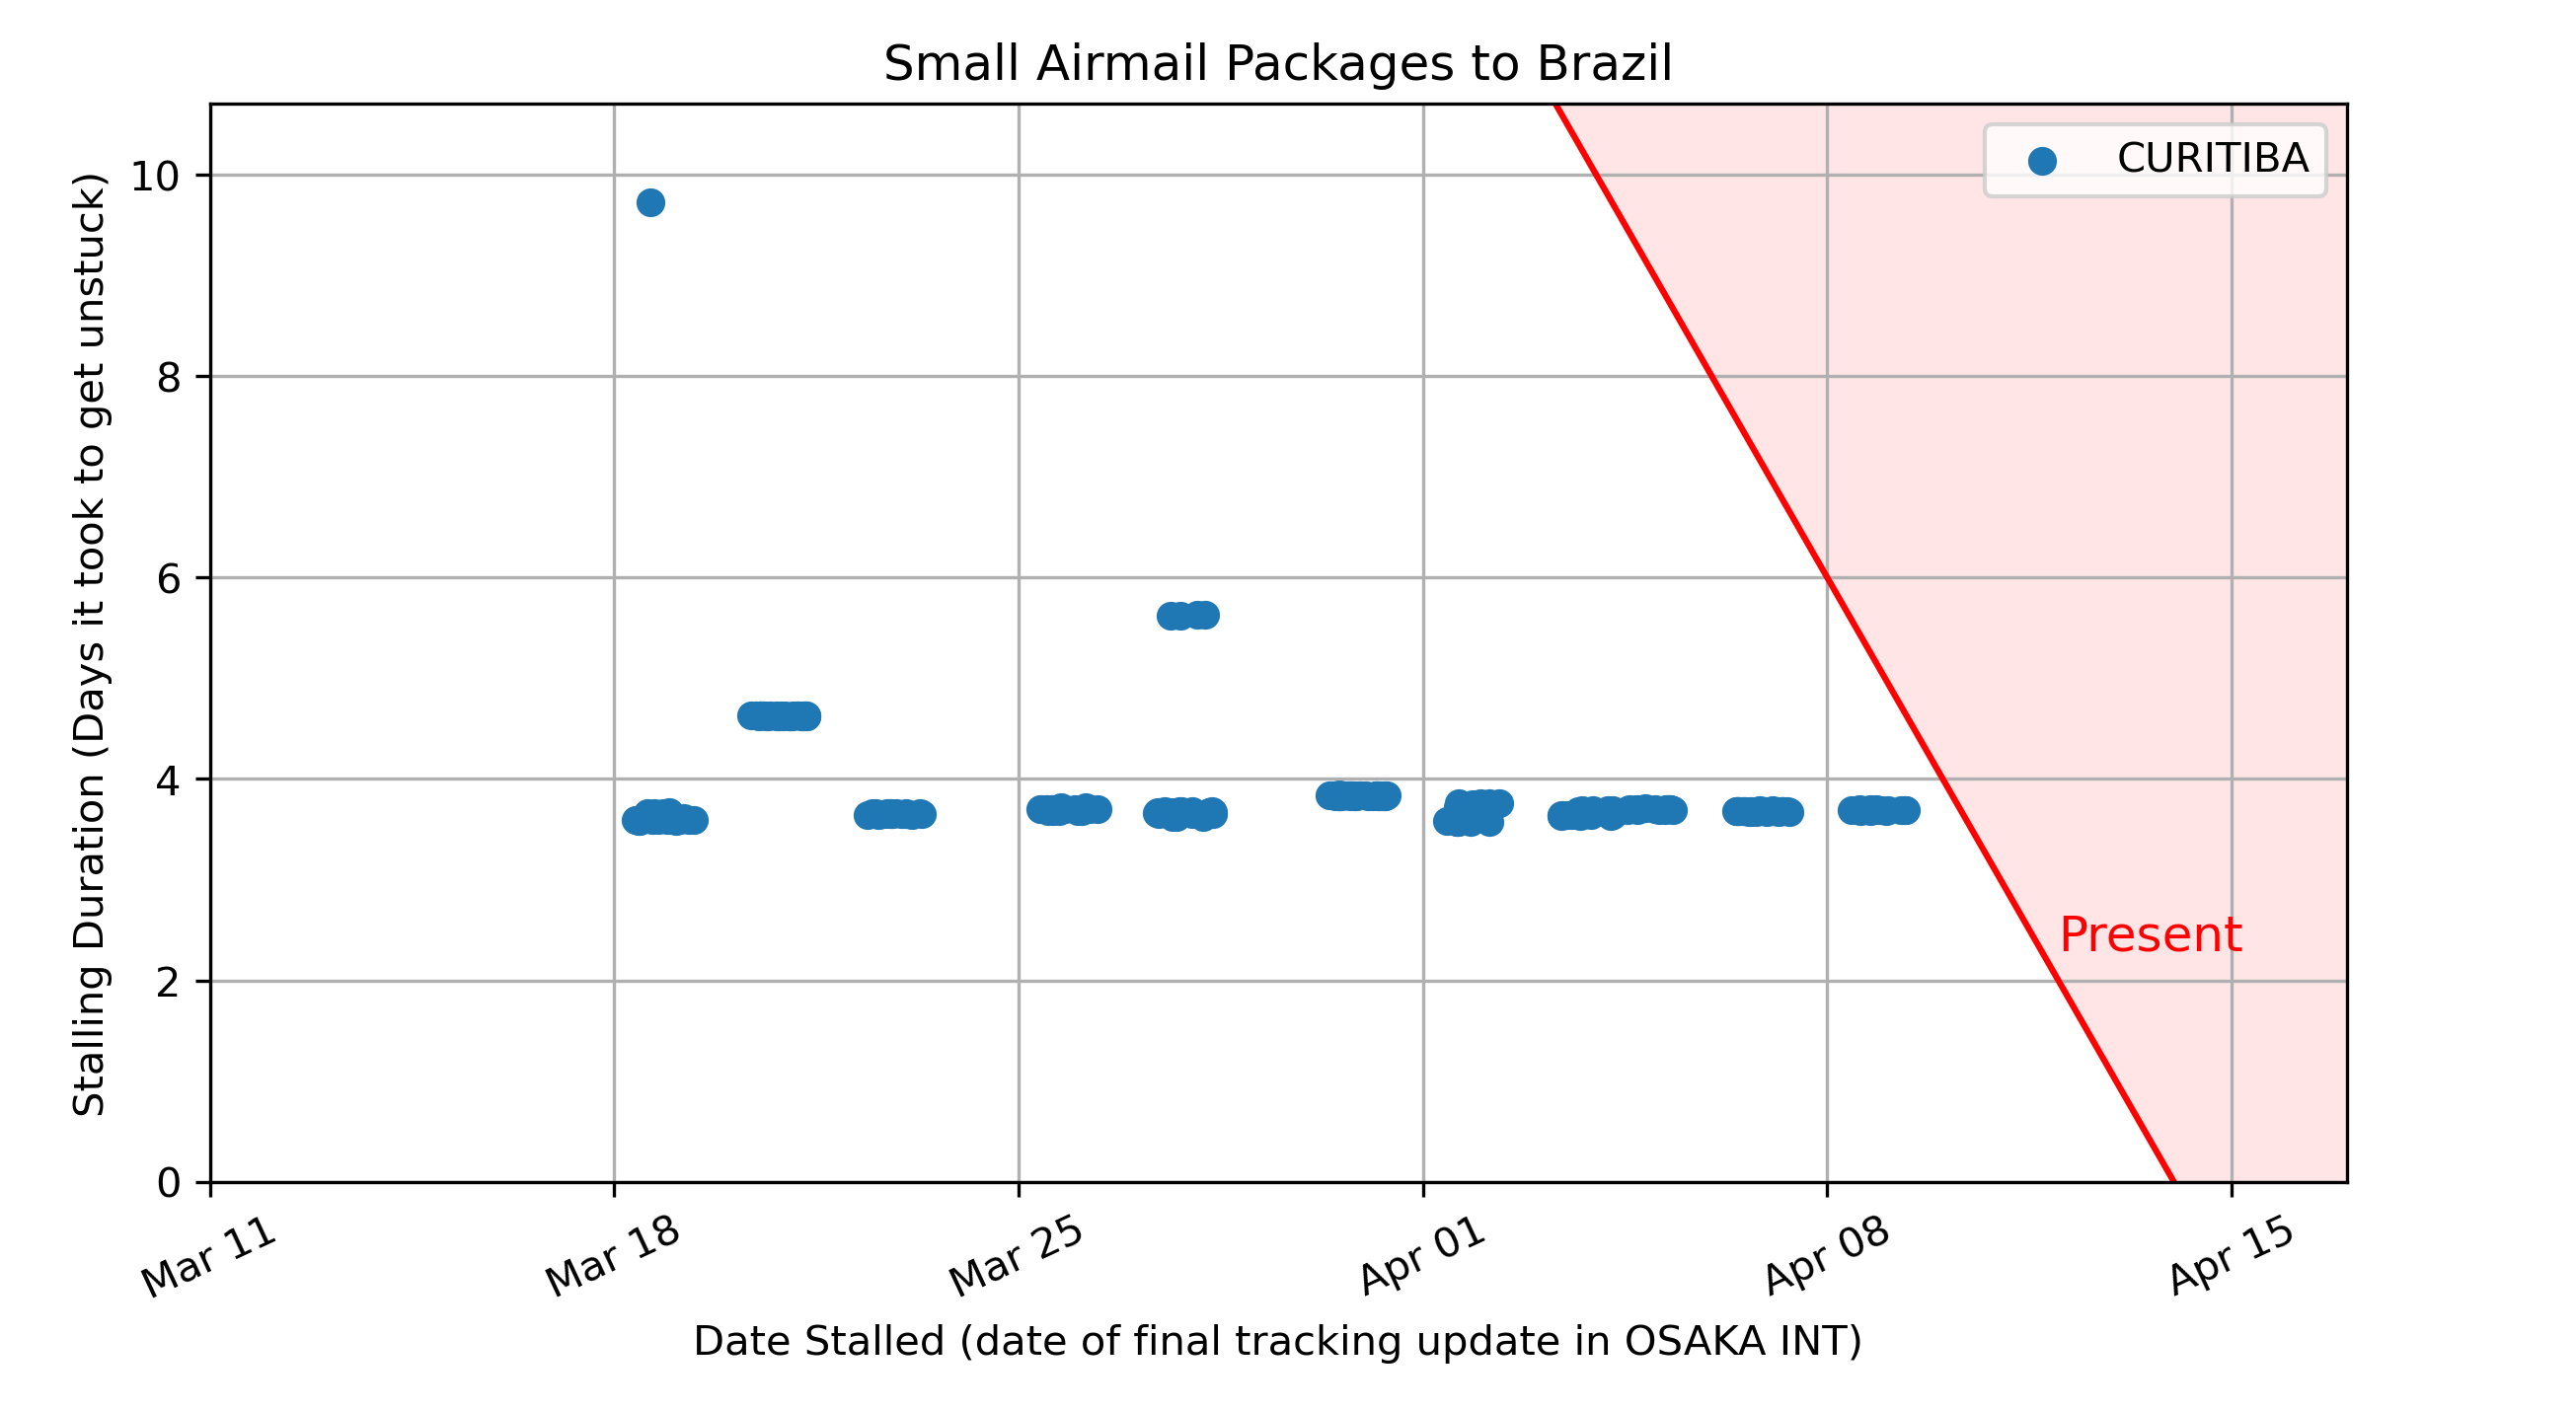 Small Airmail Packages to Brazil
CURITIBA
Stalling Duration (Days it took to get unstuck)
10
8
6
4
2
0
Present
Mar 11
Mar 18
Mar 25
Apr 01
Apr 08
Apr 15
Date Stalled (date of final tracking update in OSAKA INT)